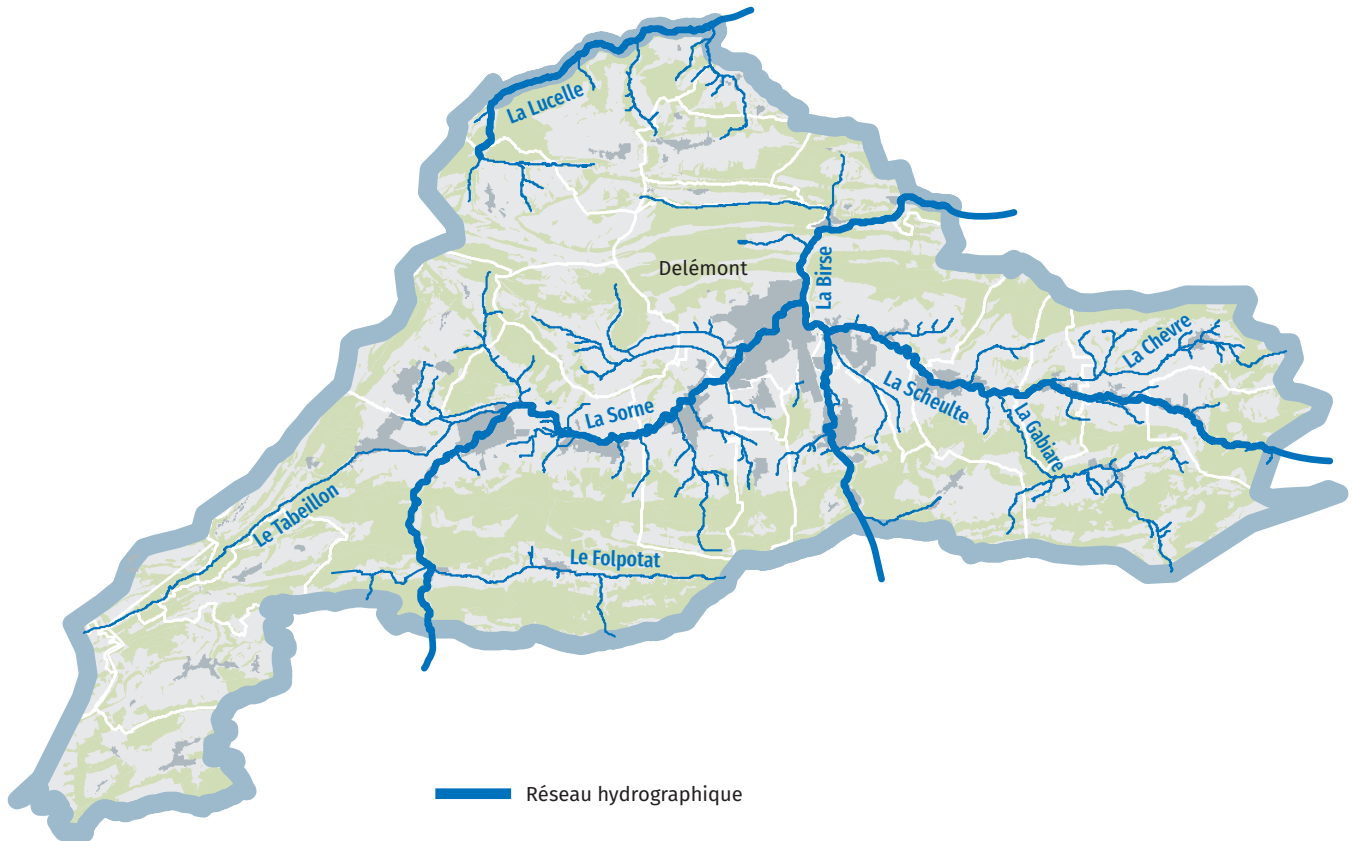 La Lucelle
Delémont
La Birse
La Chèvre
La Scheulte
La Sorne
La Gabiare
Le Tabeillon
Le Folpotat
Réseau hydrographique